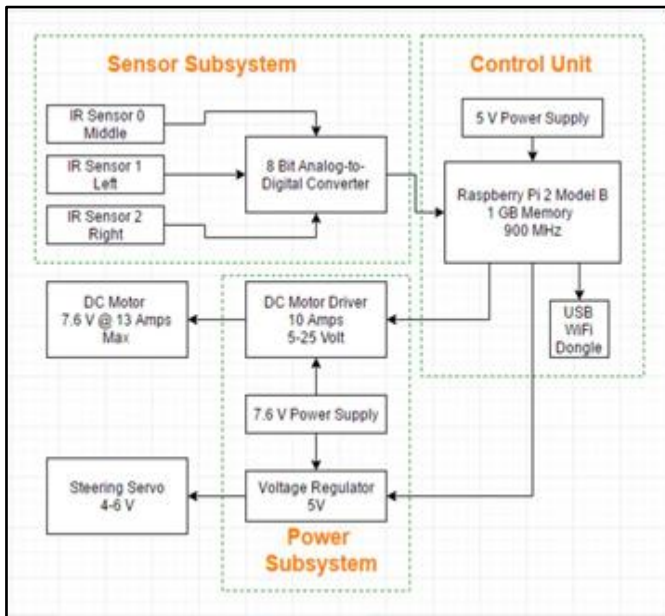 Sensor Subsystem
Control Unit
IR Sensor 0
Middle
IR Sensor 1
Left
IR Sensor 2
Right
8 Bit Analog-to-
Digital Converter
5 V Power Supply
Raspberry Pi 2 Model B
1 GB Memory
900 MHz
DC Motor
7.6 V @ 13 Amps
Max
DC Motor Driver
10 Amps
5-25 Volt
USB
WiFi
Dongle
7.6 V Power Supply
Steering Servo
4-6 V
Voltage Regulator
5V
Power
Subsystem